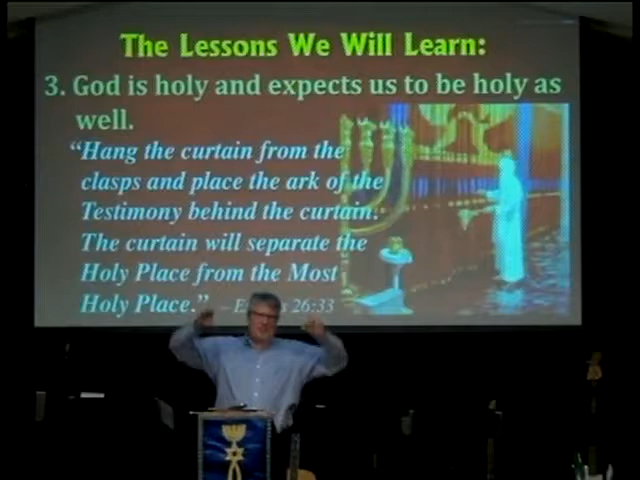 The Lessons We Will Learn:
3. God is holy and expects us to be holy as
well.
"Hang the curtain from the
clasps and place the ark of the
Testimony behind the curtain.
The curtain will separate the
Holy Place from the Most
Holy Place." – 26:33